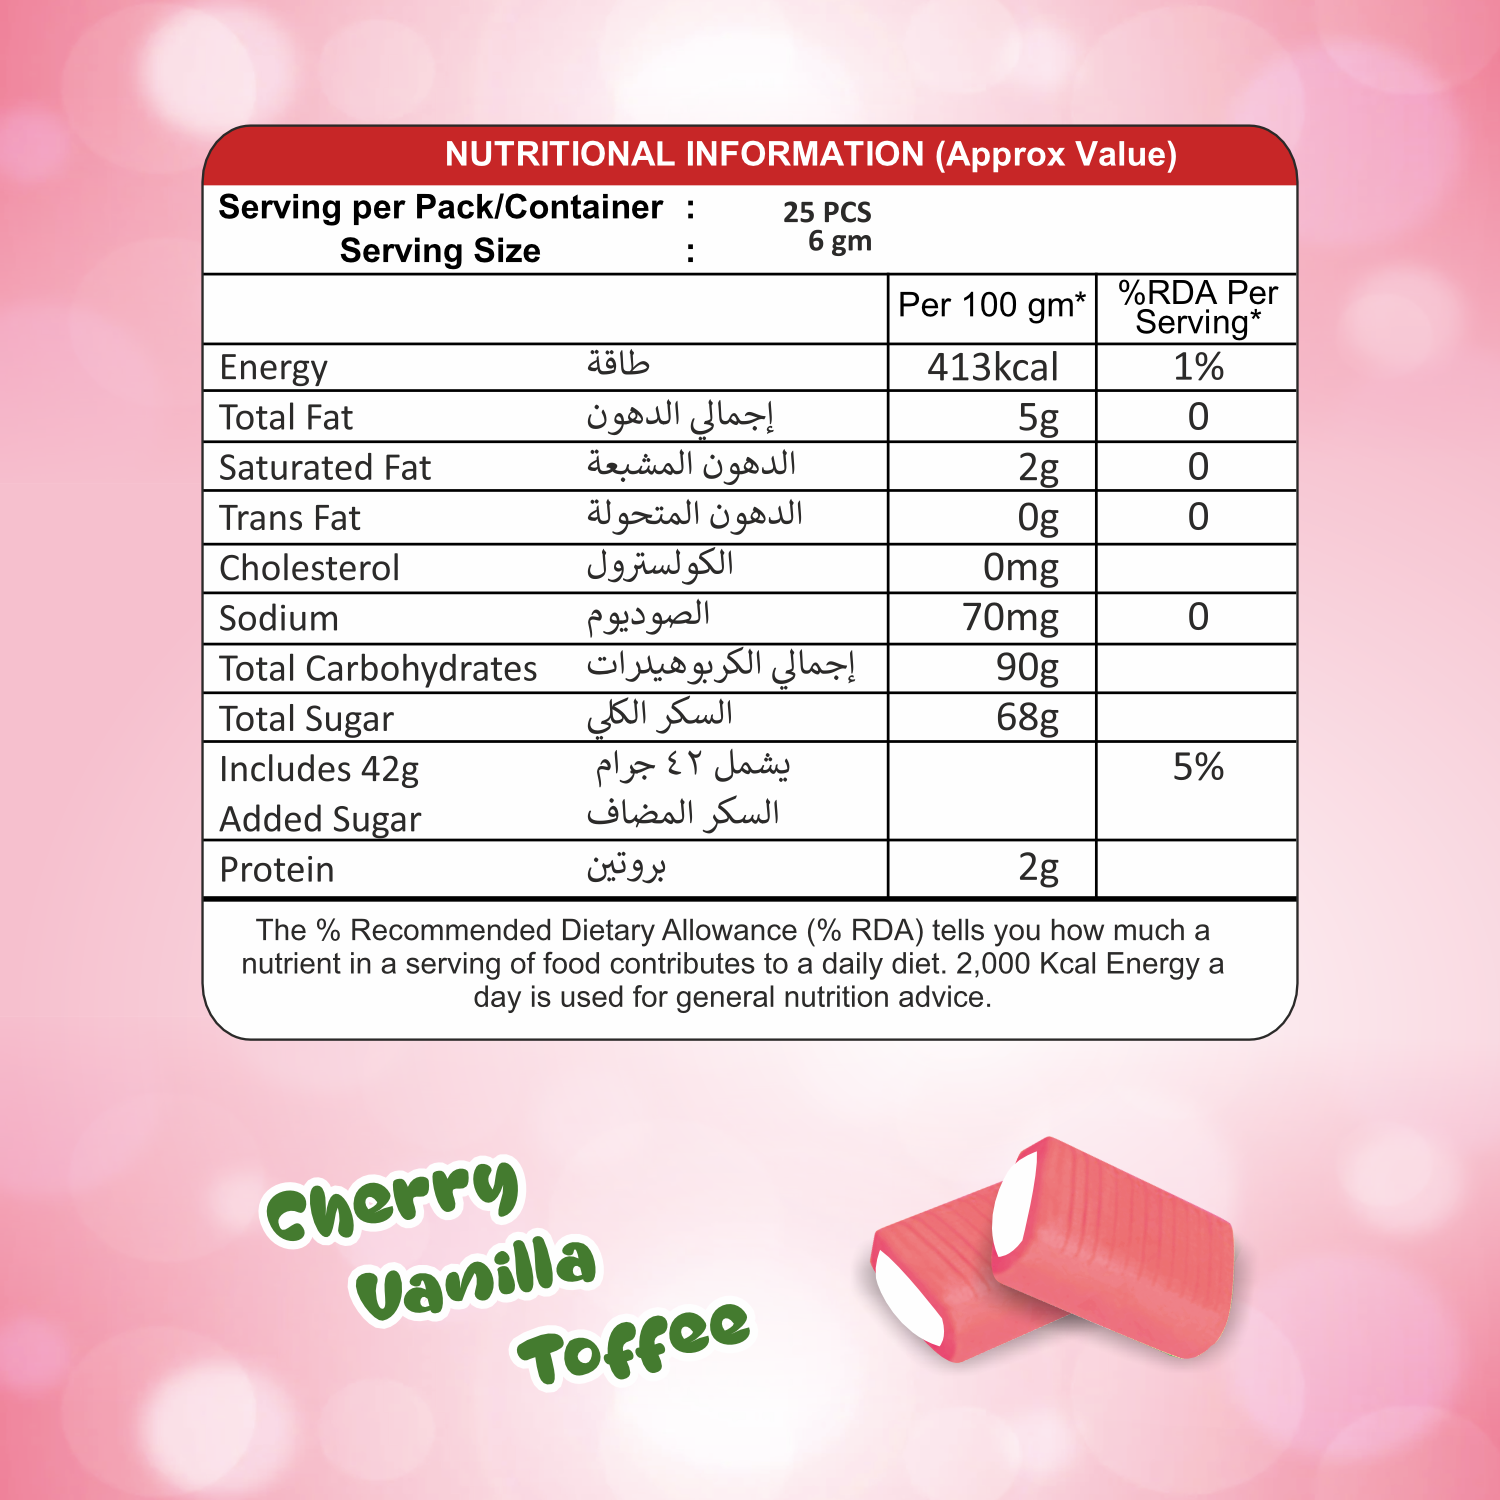 NUTRITIONAL INFORMATION (Approx Value)
Serving per Pack/Container : 25 PCS
Serving Size : 6 gm
Per 100 gm* %RDA Per Serving*
Energy طاقة 413kcal 1%
Total Fat إجمالي الدهون 5g 0
Saturated Fat الدهون المشبعة 2g 0
Trans Fat الدهون المتحولة 0g 0
Cholesterol الكولسترول 0mg
Sodium الصوديوم 70mg 0
Total Carbohydrates إجمالي الكربوهيدرات 90g
Total Sugar السكر الكلي 68g
Includes 42g يشمل ٤٢ جرام 5%
Added Sugar السكر المضاف
Protein بروتين 2g
The % Recommended Dietary Allowance (% RDA) tells you how much a
nutrient in a serving of food contributes to a daily diet. 2,000 Kcal Energy a
day is used for general nutrition advice.
Cherry
Vanilla
Toffee